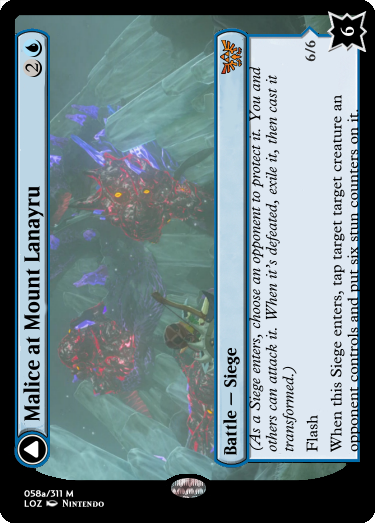 Malice at Mount Lanayru
2
Battle — Siege
(As a Siege enters, choose an opponent to protect it. You and
others can attack it. When it's defeated, exile it, then cast it
transformed.)
Flash
When this Siege enters, tap target target creature an
opponent controls and put six stun counters on it.
6/6
6
058a/311 M
LOZ Nintendo